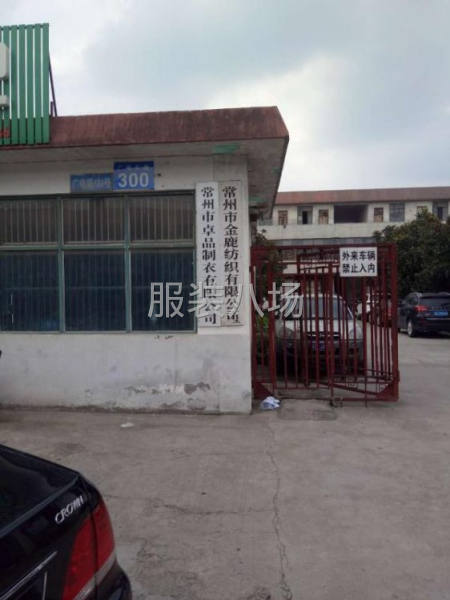 300
常州市金鹿纺织有限公司
常州市卓品制衣有限公司
外来车辆
禁止入内
服装八场
CROWN